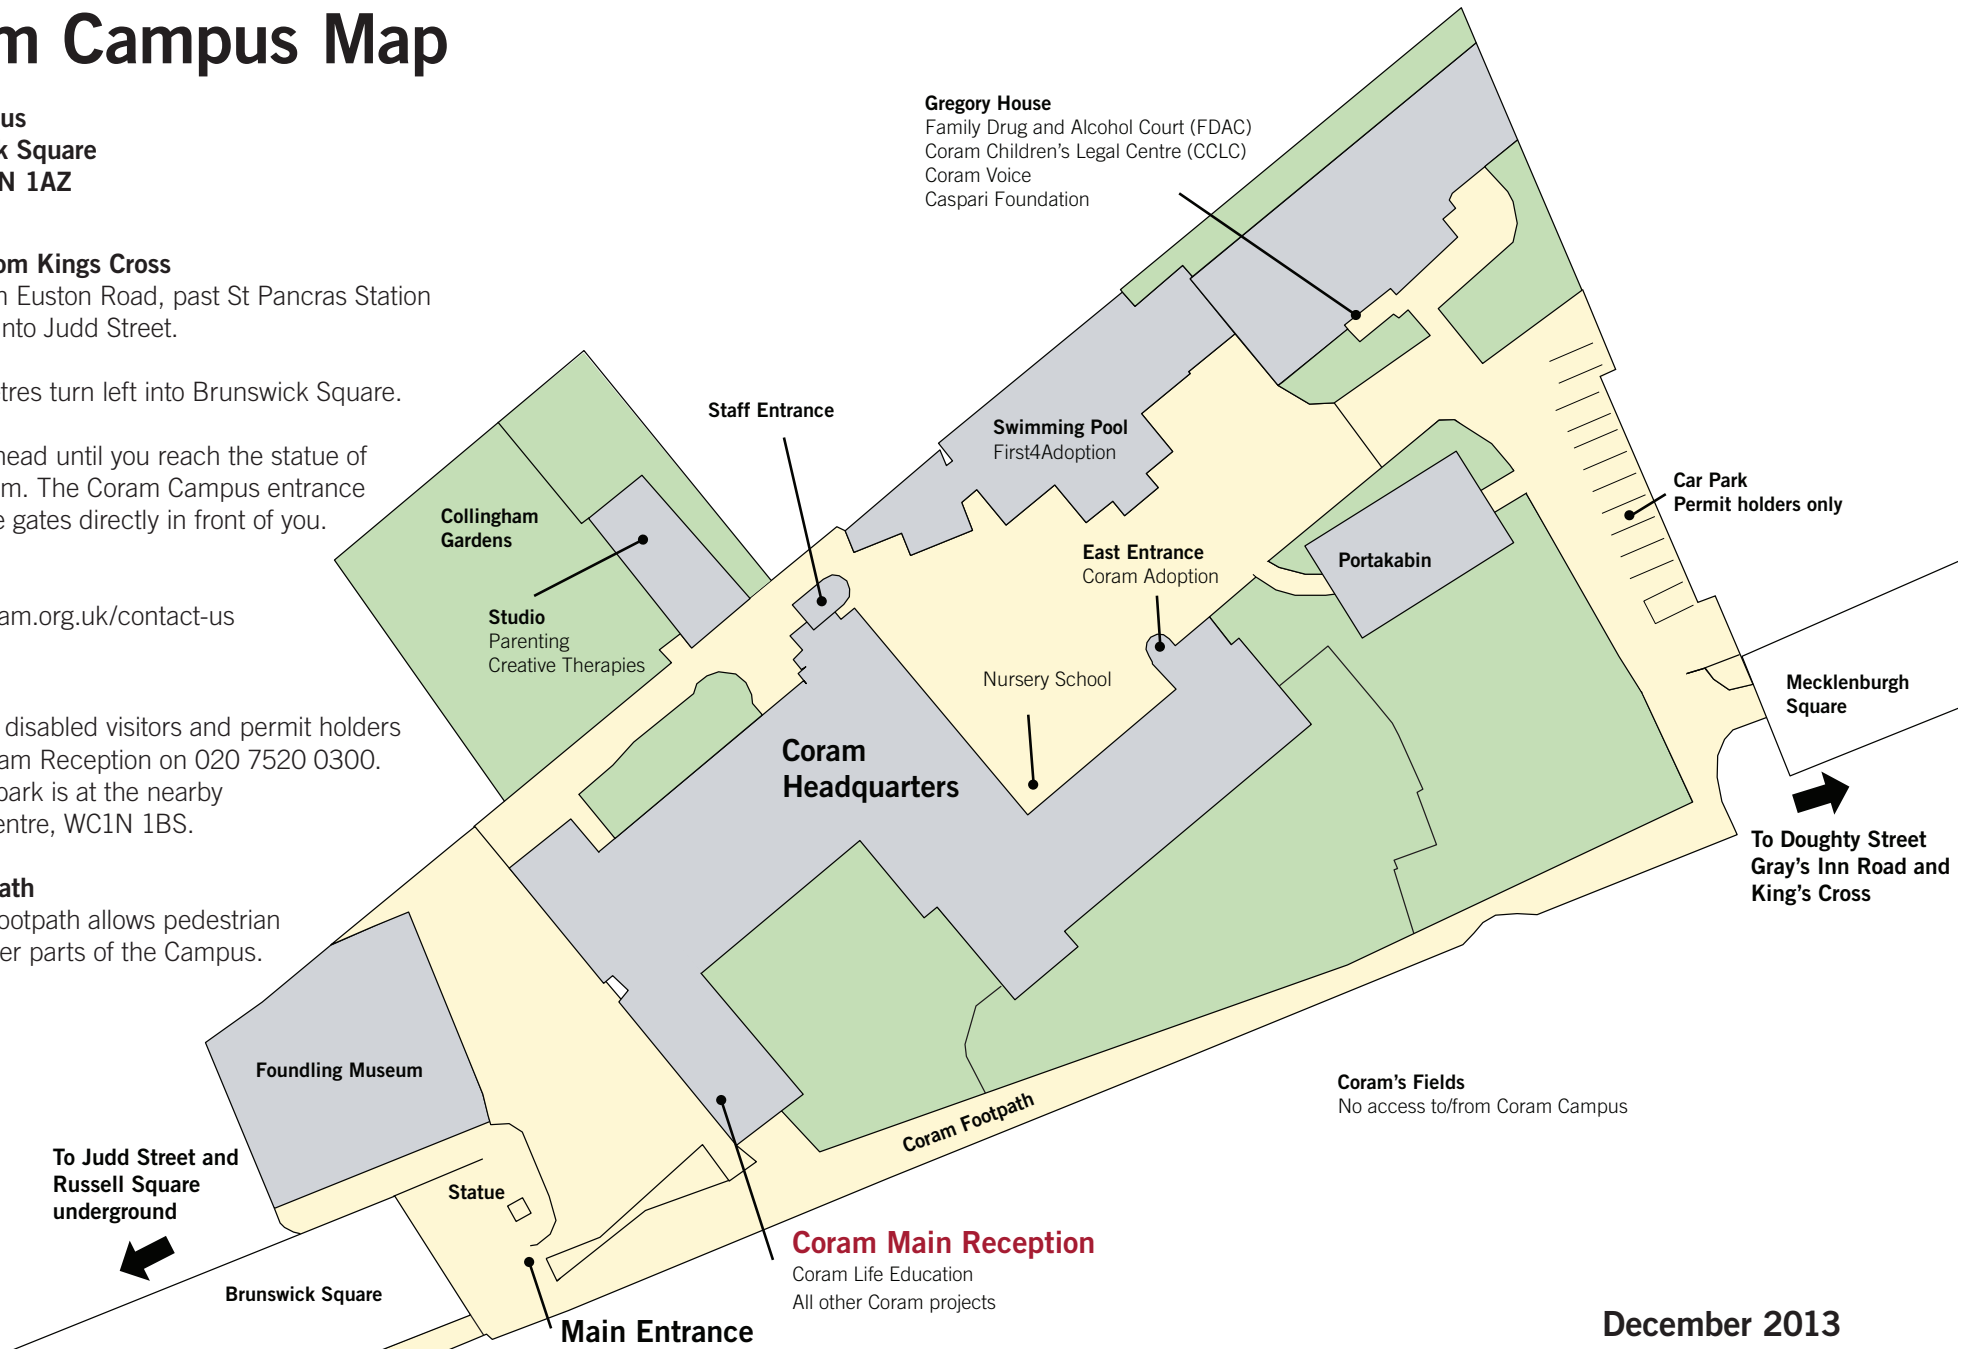 m Campus Map
us
k Square
N 1AZ
om Kings Cross
n Euston Road, past St Pancras Station
into Judd Street.
tres turn left into Brunswick Square.
head until you reach the statue of
m. The Coram Campus entrance
e gates directly in front of you.
am.org.uk/contact-us
disabled visitors and permit holders
am Reception on 020 7520 0300.
park is at the nearby
entre, WC1N 1BS.
ath
ootpath allows pedestrian
er parts of the Campus.
Gregory House
Family Drug and Alcohol Court (FDAC)
Coram Children's Legal Centre (CCLC)
Coram Voice
Caspari Foundation
Staff Entrance
Swimming Pool
First4Adoption
Collingham
Gardens
Studio
Parenting
Creative Therapies
East Entrance
Coram Adoption
Portakabin
Car Park
Permit holders only
Nursery School
Mecklenburgh
Square
Coram
Headquarters
To Doughty Street
Gray's Inn Road and
King's Cross
Foundling Museum
Coram Footpath
Coram's Fields
No access to/from Coram Campus
To Judd Street and
Russell Square
underground
Statue
Brunswick Square
Coram Main Reception
Coram Life Education
All other Coram projects
Main Entrance
December 2013